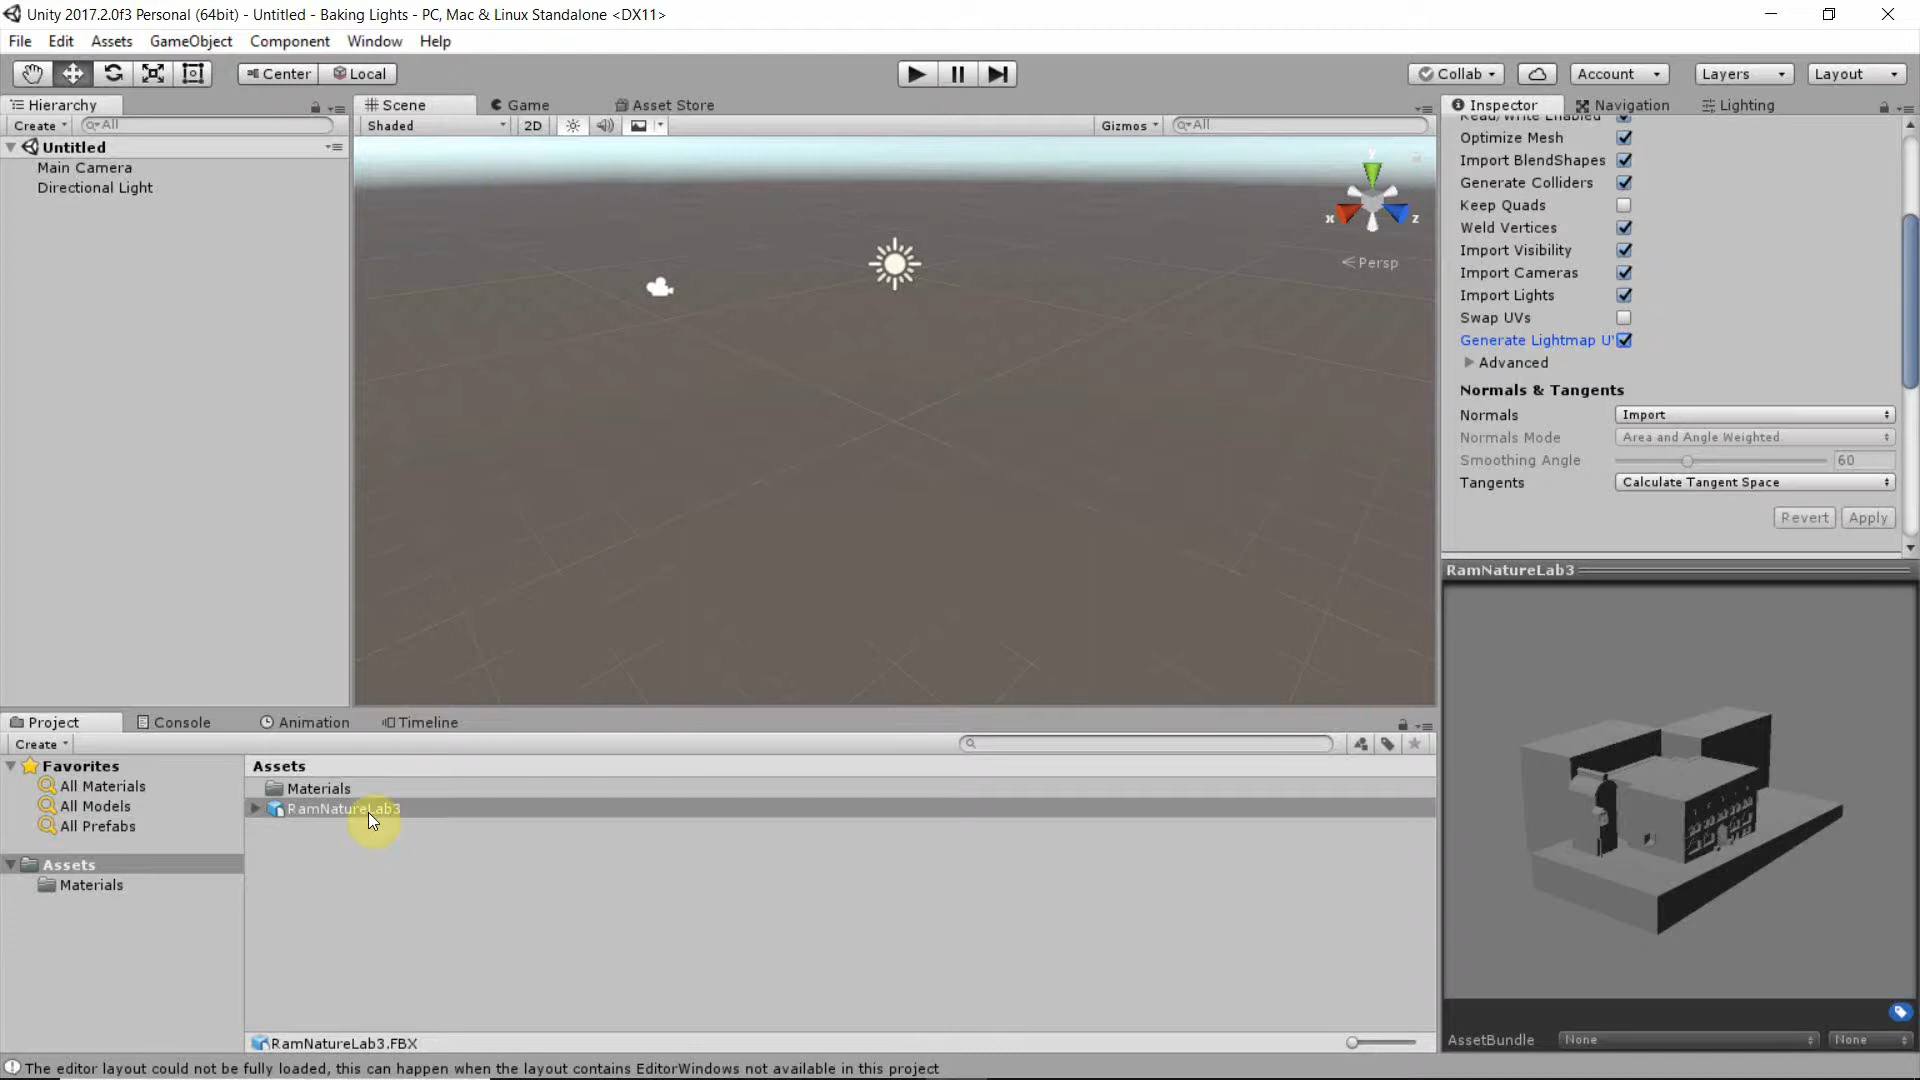 Unity 2017.2.0f3 Personal (64bit) - Untitled - Baking Lights - PC, Mac & Linux Standalone <DX11>
File Edit Assets GameObject Component Window Help
Center Local Collab Account Layers Layout
Hierarchy Scene Game Asset Store Inspector Navigation Lighting
Create All Shaded 2D Gizmos All
Read/Write Enabled
Untitled
Main Camera
Directional Light
y
x
z
Persp
Optimize Mesh
Import BlendShapes
Generate Colliders
Keep Quads
Weld Vertices
Import Visibility
Import Cameras
Import Lights
Swap UVs
Generate Lightmap U
Advanced
Normals & Tangents
Normals Import
Normals Mode Area and Angle Weighted
Smoothing Angle 60
Tangents Calculate Tangent Space
Revert Apply
RamNatureLab3
Project Console Animation Timeline
Create
Favorites
All Materials
All Models
All Prefabs
Assets
Materials
Assets
Materials
RamNatureLab3
RamNatureLab3.FBX
AssetBundle None None
The editor layout could not be fully loaded, this can happen when the layout contains EditorWindows not available in this project